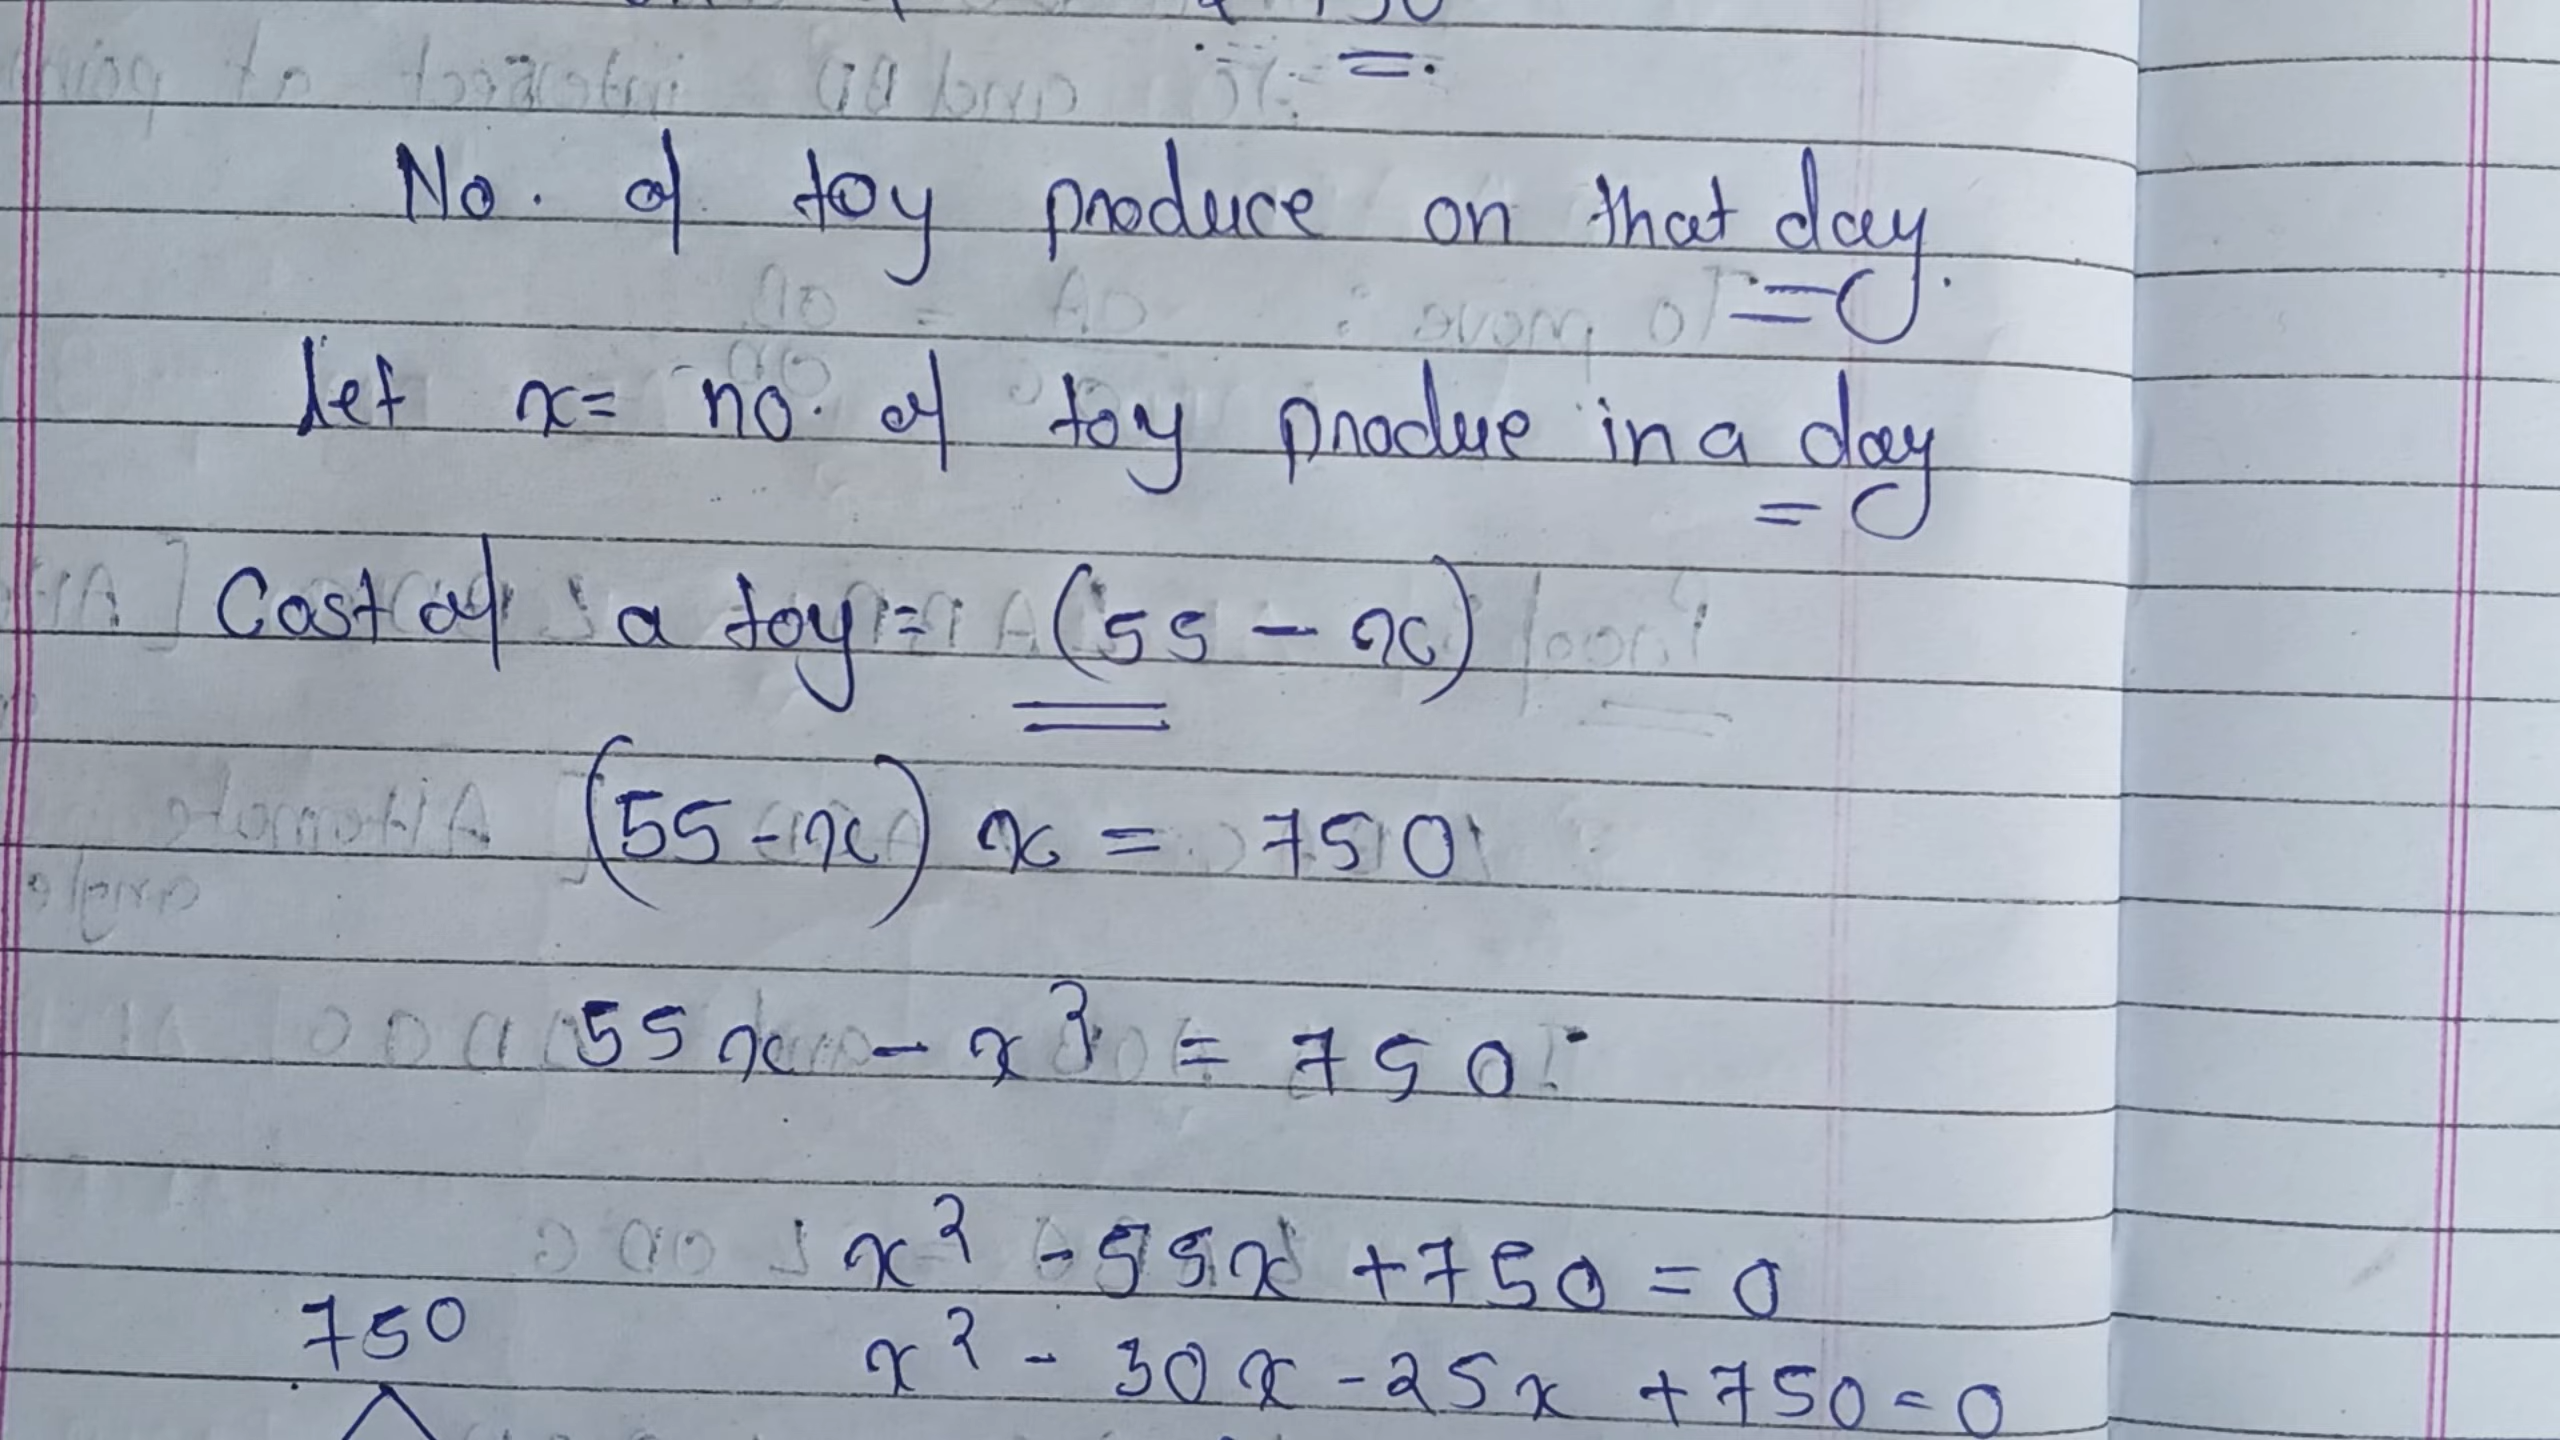 No. of toy produce on that day.
Let x= no. of toy produe in a day
Cost of a toy = (55 - x)
(55-x) x = 750
55x - x² = 750
x² - 55x + 750 = 0
750
x² - 30x - 25x + 750 = 0